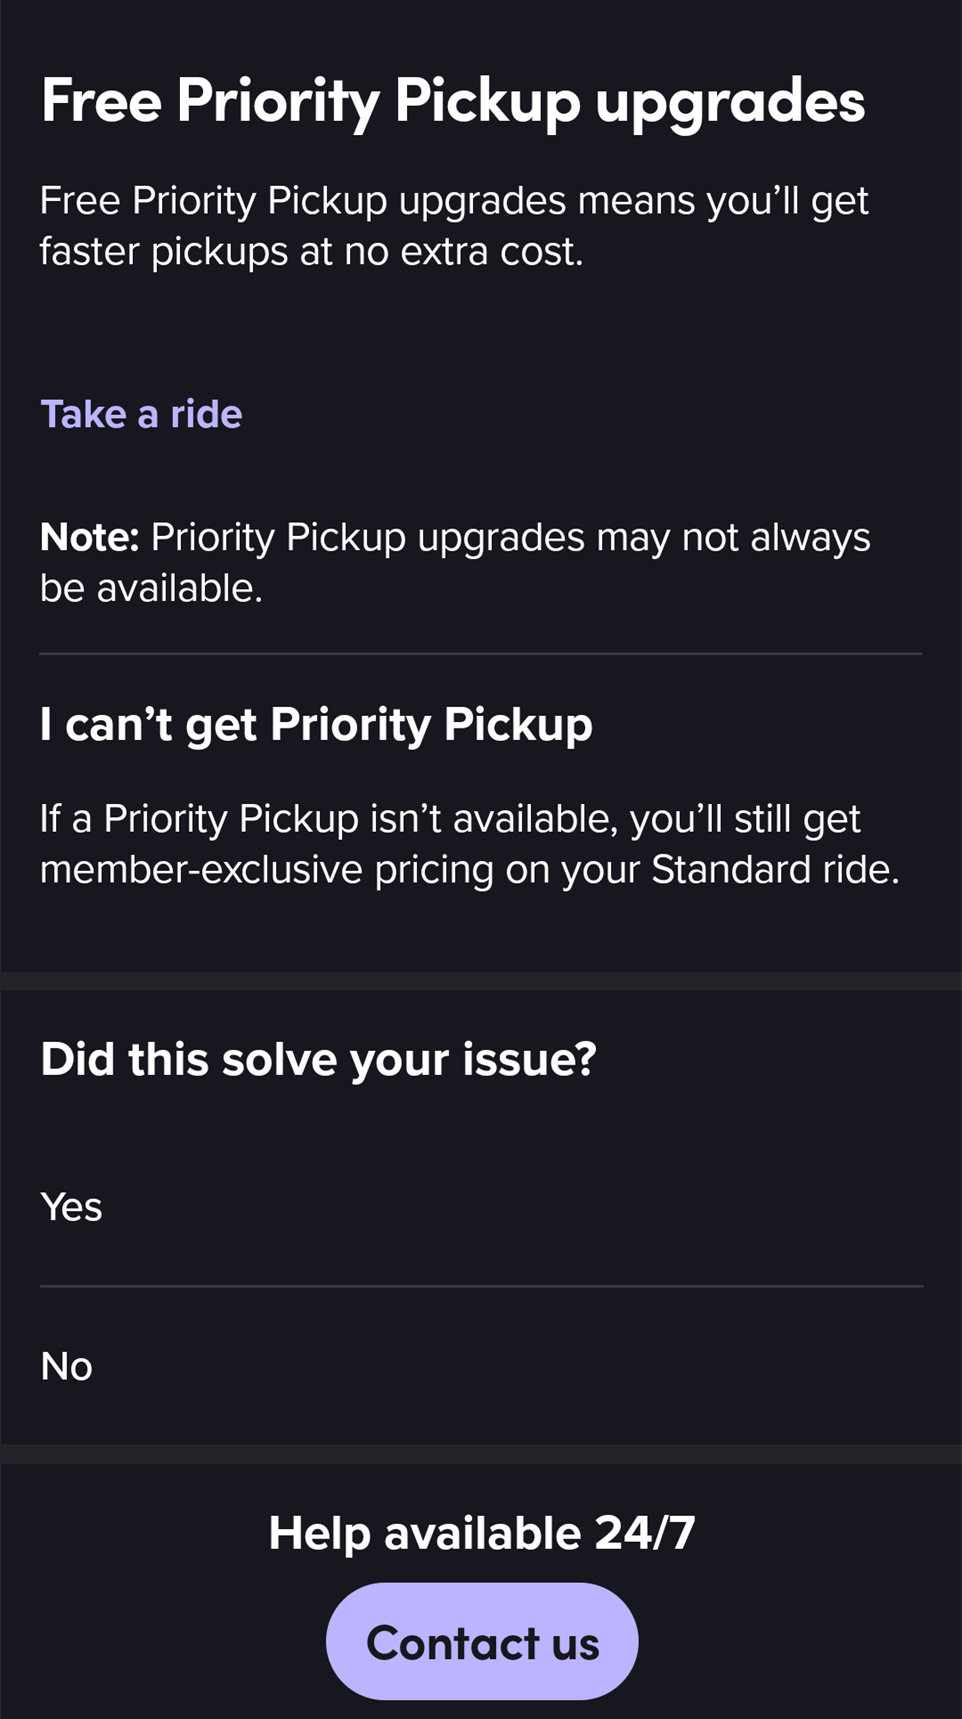 Free Priority Pickup upgrades
Free Priority Pickup upgrades means you’ll get
faster pickups at no extra cost.
Take a ride
Note: Priority Pickup upgrades may not always
be available.
I can’t get Priority Pickup
If a Priority Pickup isn’t available, you’ll still get
member-exclusive pricing on your Standard ride.
Did this solve your issue?
Yes
No
Help available 24/7
Contact us